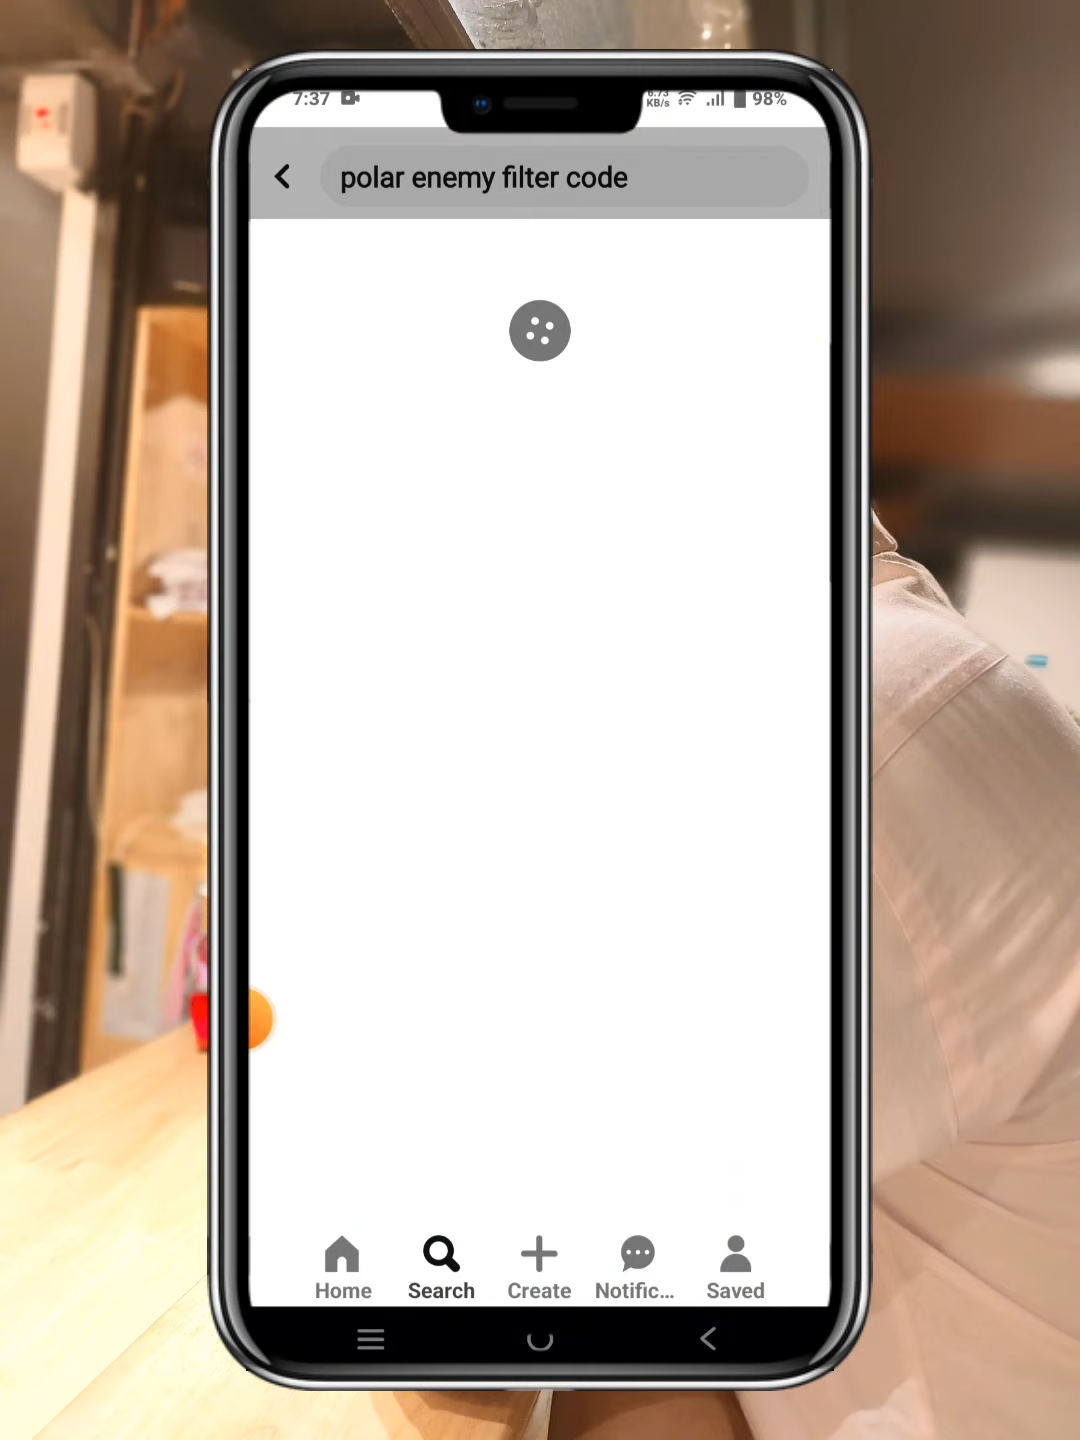 7:37
6.73
KB/s
98%
polar enemy filter code
Home
Search
Create
Notific...
Saved